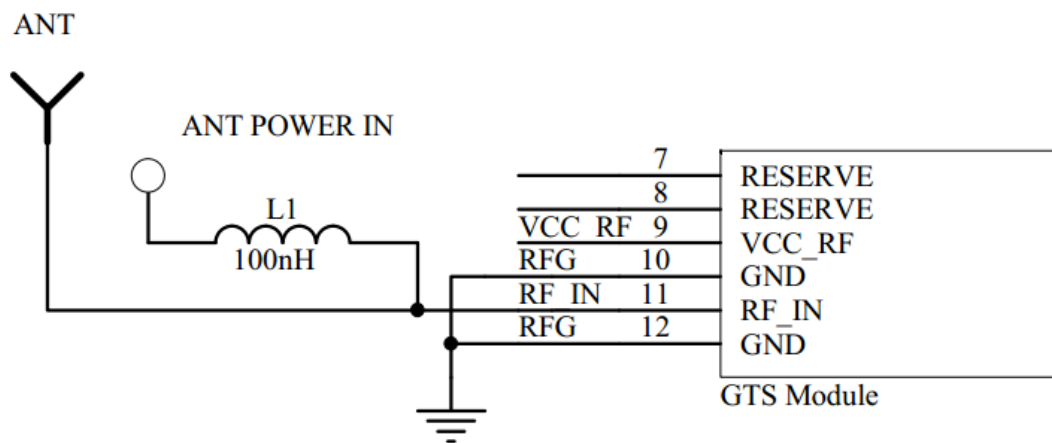 ANT
ANT POWER IN
L1
100nH
7 RESERVE
8 RESERVE
VCC_RF 9 VCC_RF
RFG 10 GND
RF_IN 11 RF_IN
RFG 12 GND
GTS Module